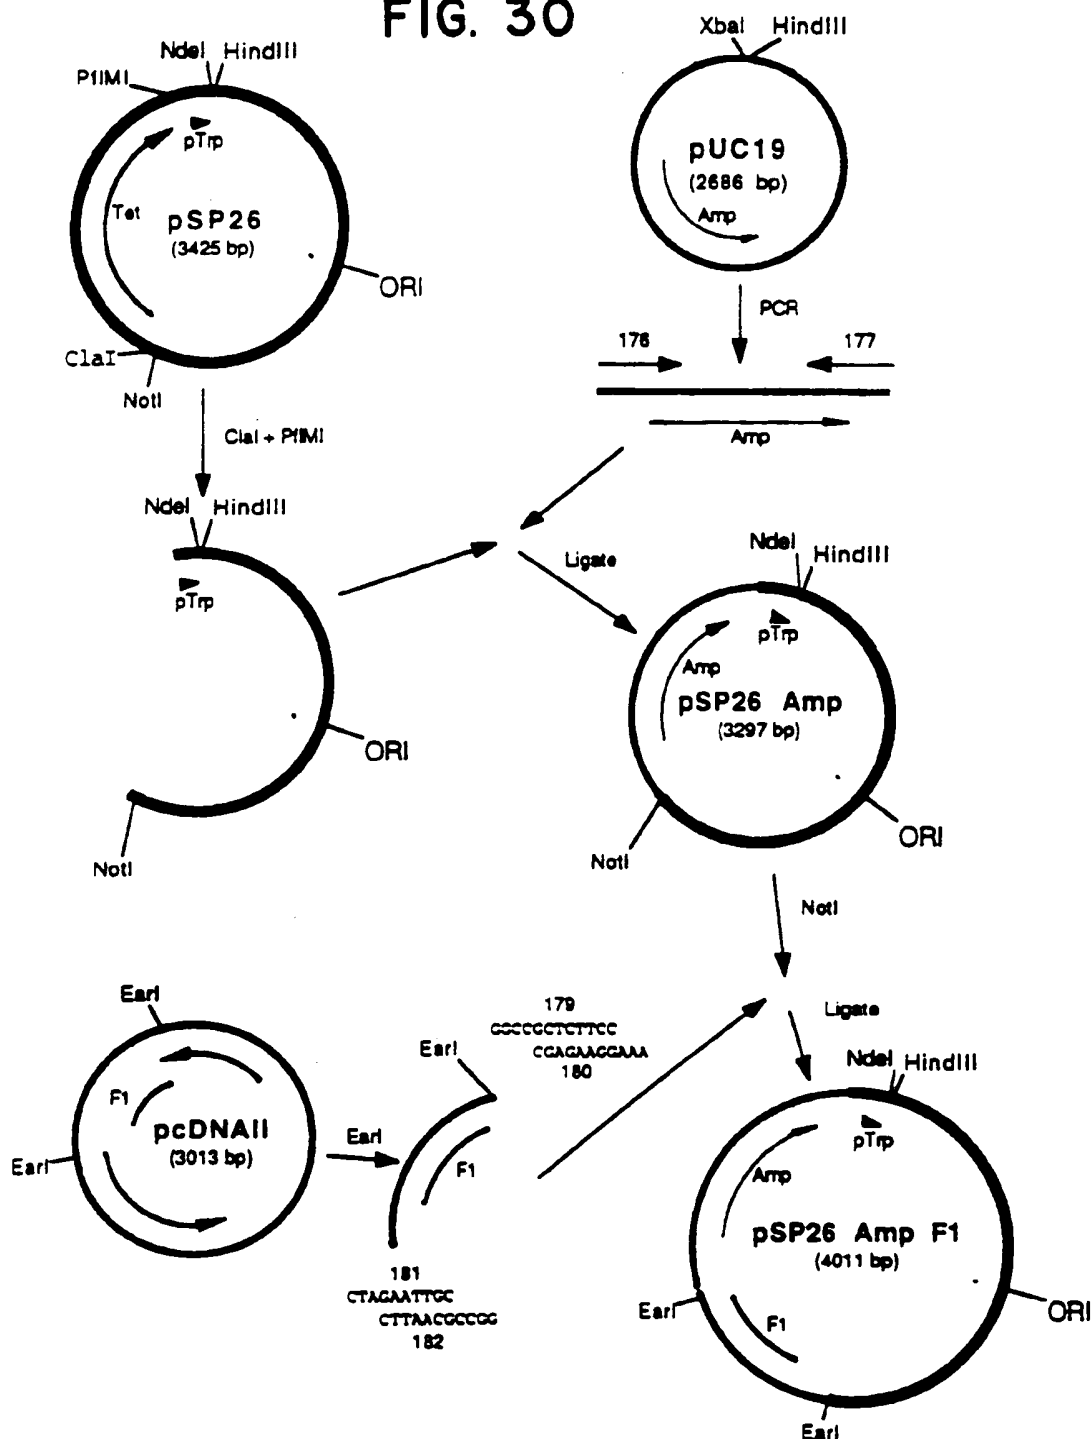 FIG. 30
NdeI HindIII
PflMI
pTrp
Tet
pSP26
(3425 bp)
ORI
ClaI
NotI
XbaI HindIII
pUC19
(2686 bp)
Amp
PCR
176
177
Amp
ClaI + PflMI
NdeI HindIII
pTrp
ORI
NotI
Ligate
NdeI HindIII
pTrp
Amp
pSP26 Amp
(3297 bp)
ORI
NotI
NotI
EarI
F1
pcDNAII
(3013 bp)
EarI
EarI
EarI
179
GGCCGCTCTTCC
CGAGAAGGAAA
180
F1
181
CTAGAATTGC
CTTAACGCCGG
182
Ligate
NdeI HindIII
pTrp
Amp
pSP26 Amp F1
(4011 bp)
EarI
F1
ORI
EarI